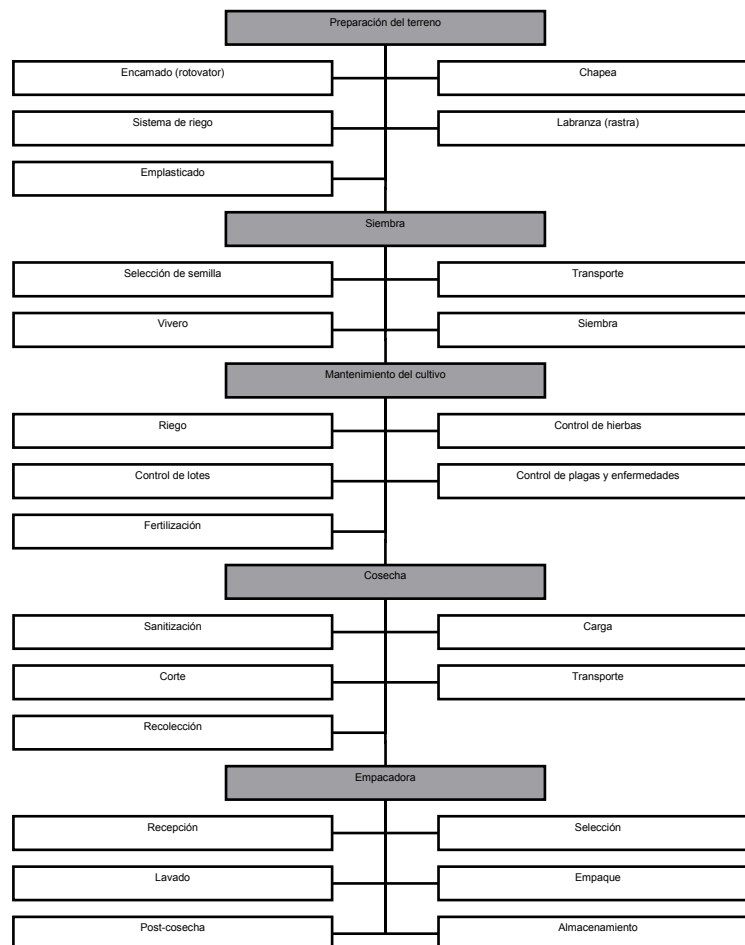 Preparación del terreno
Encamado (rotovator)
Chapea
Sistema de riego
Labranza (rastra)
Emplasticado
Siembra
Selección de semilla
Transporte
Vivero
Siembra
Mantenimiento del cultivo
Riego
Control de hierbas
Control de lotes
Control de plagas y enfermedades
Fertilización
Cosecha
Sanitización
Carga
Corte
Transporte
Recolección
Empacadora
Recepción
Selección
Lavado
Empaque
Post-cosecha
Almacenamiento